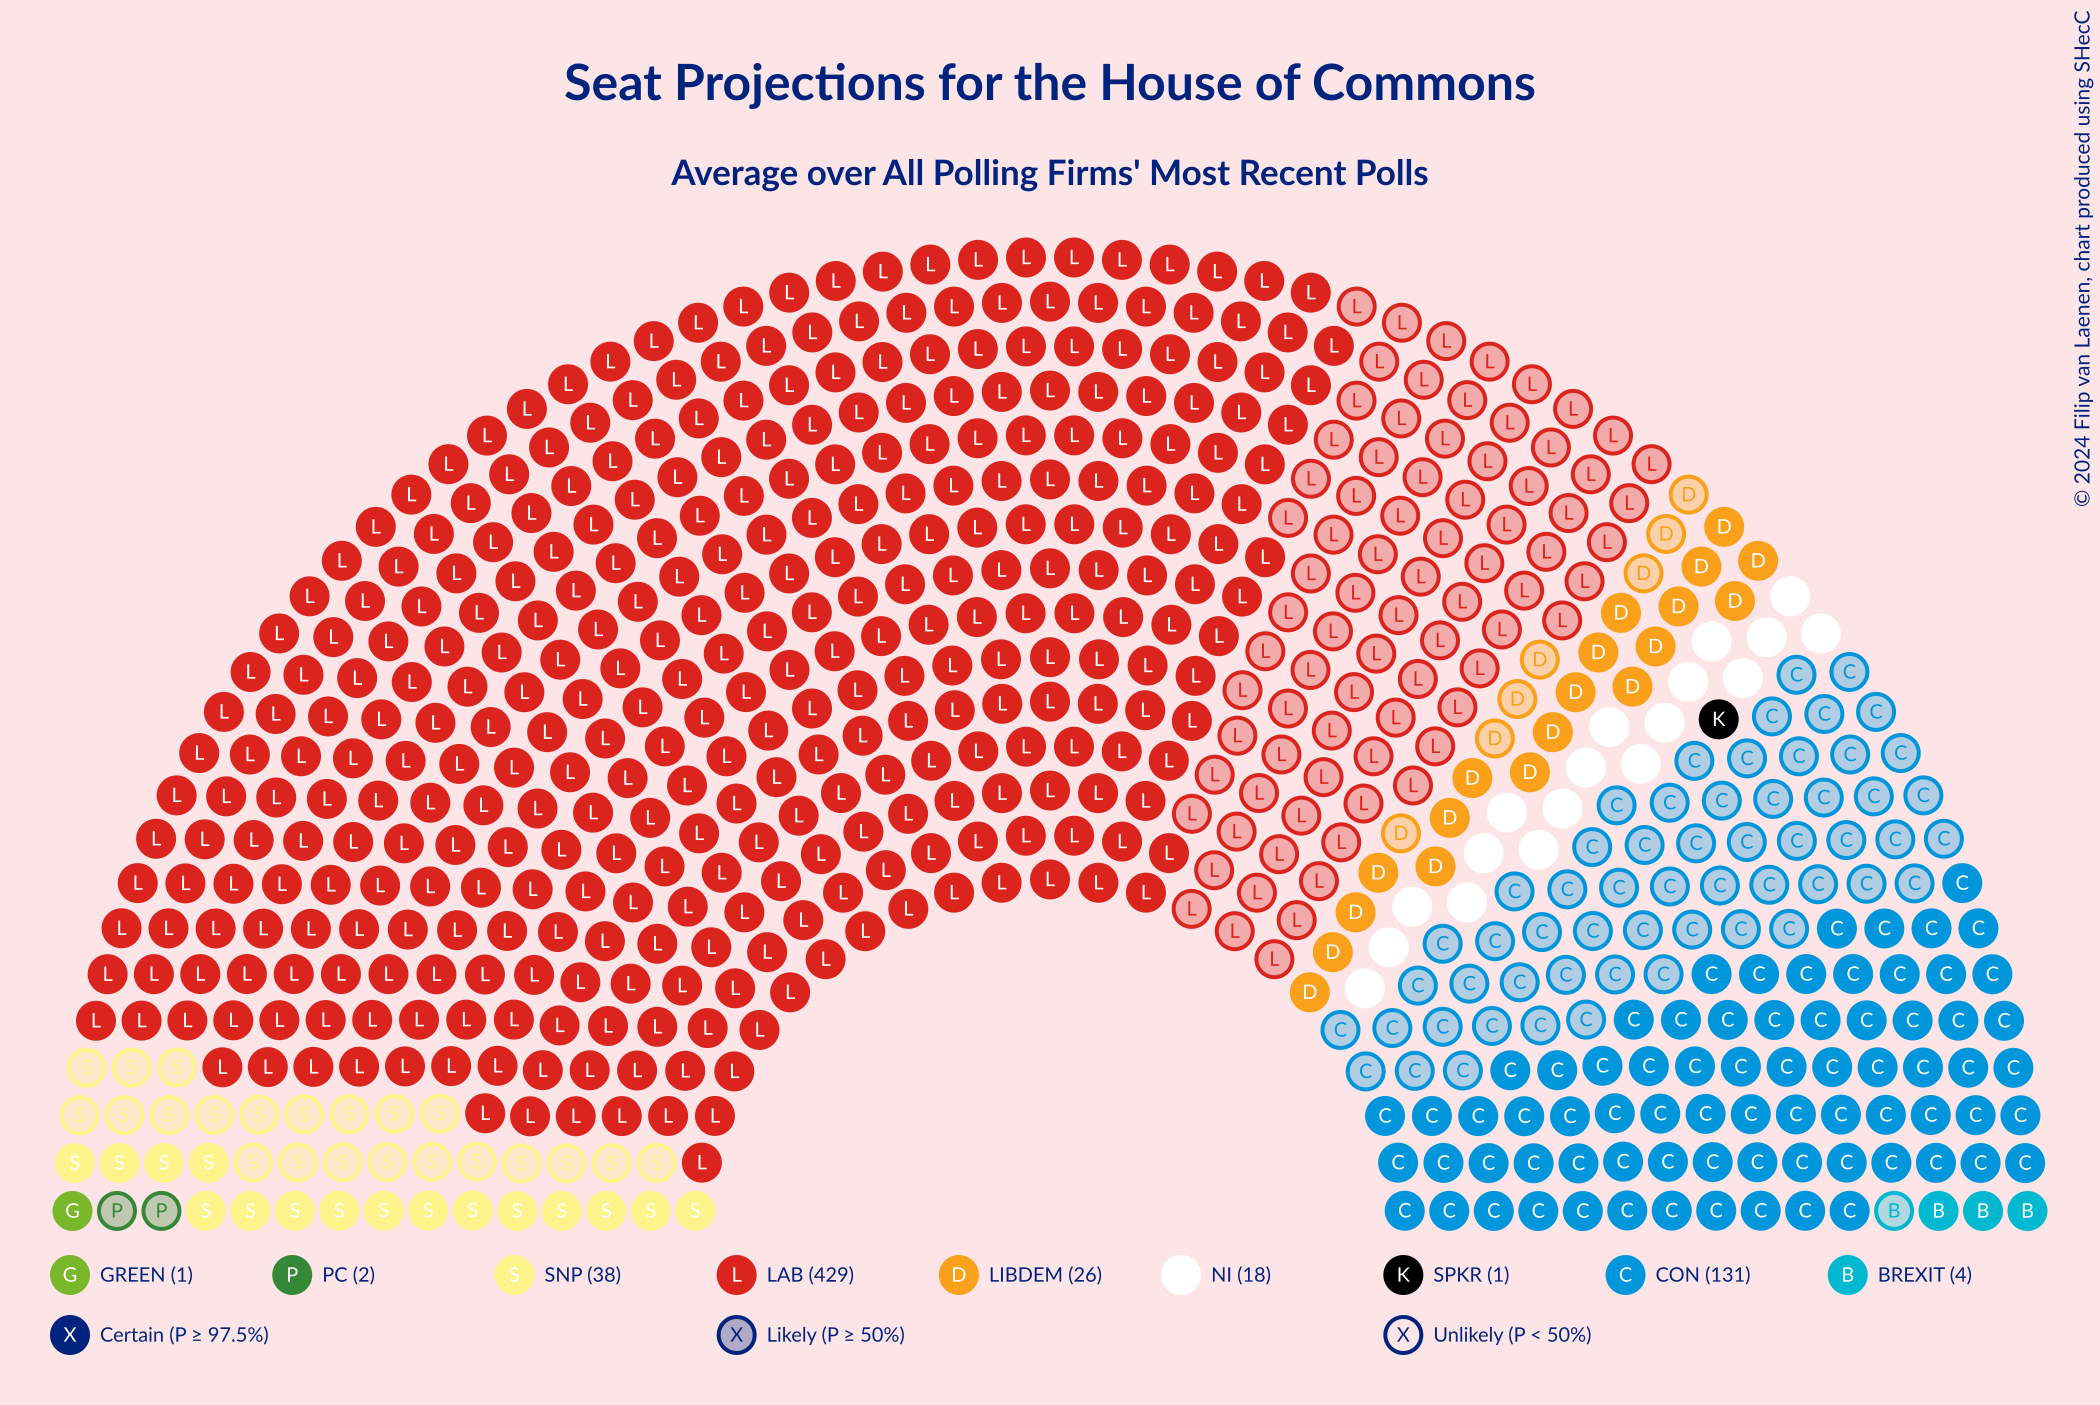 Seat Projections for the House of Commons
Average over All Polling Firms' Most Recent Polls
© 2024 Filip van Laenen, chart produced using SHecC
G GREEN (1)
P PC (2)
S SNP (38)
L LAB (429)
D LIBDEM (26)
NI (18)
K SPKR (1)
C CON (131)
B BREXIT (4)
X Certain (P ≥ 97.5%)
X Likely (P ≥ 50%)
X Unlikely (P < 50%)